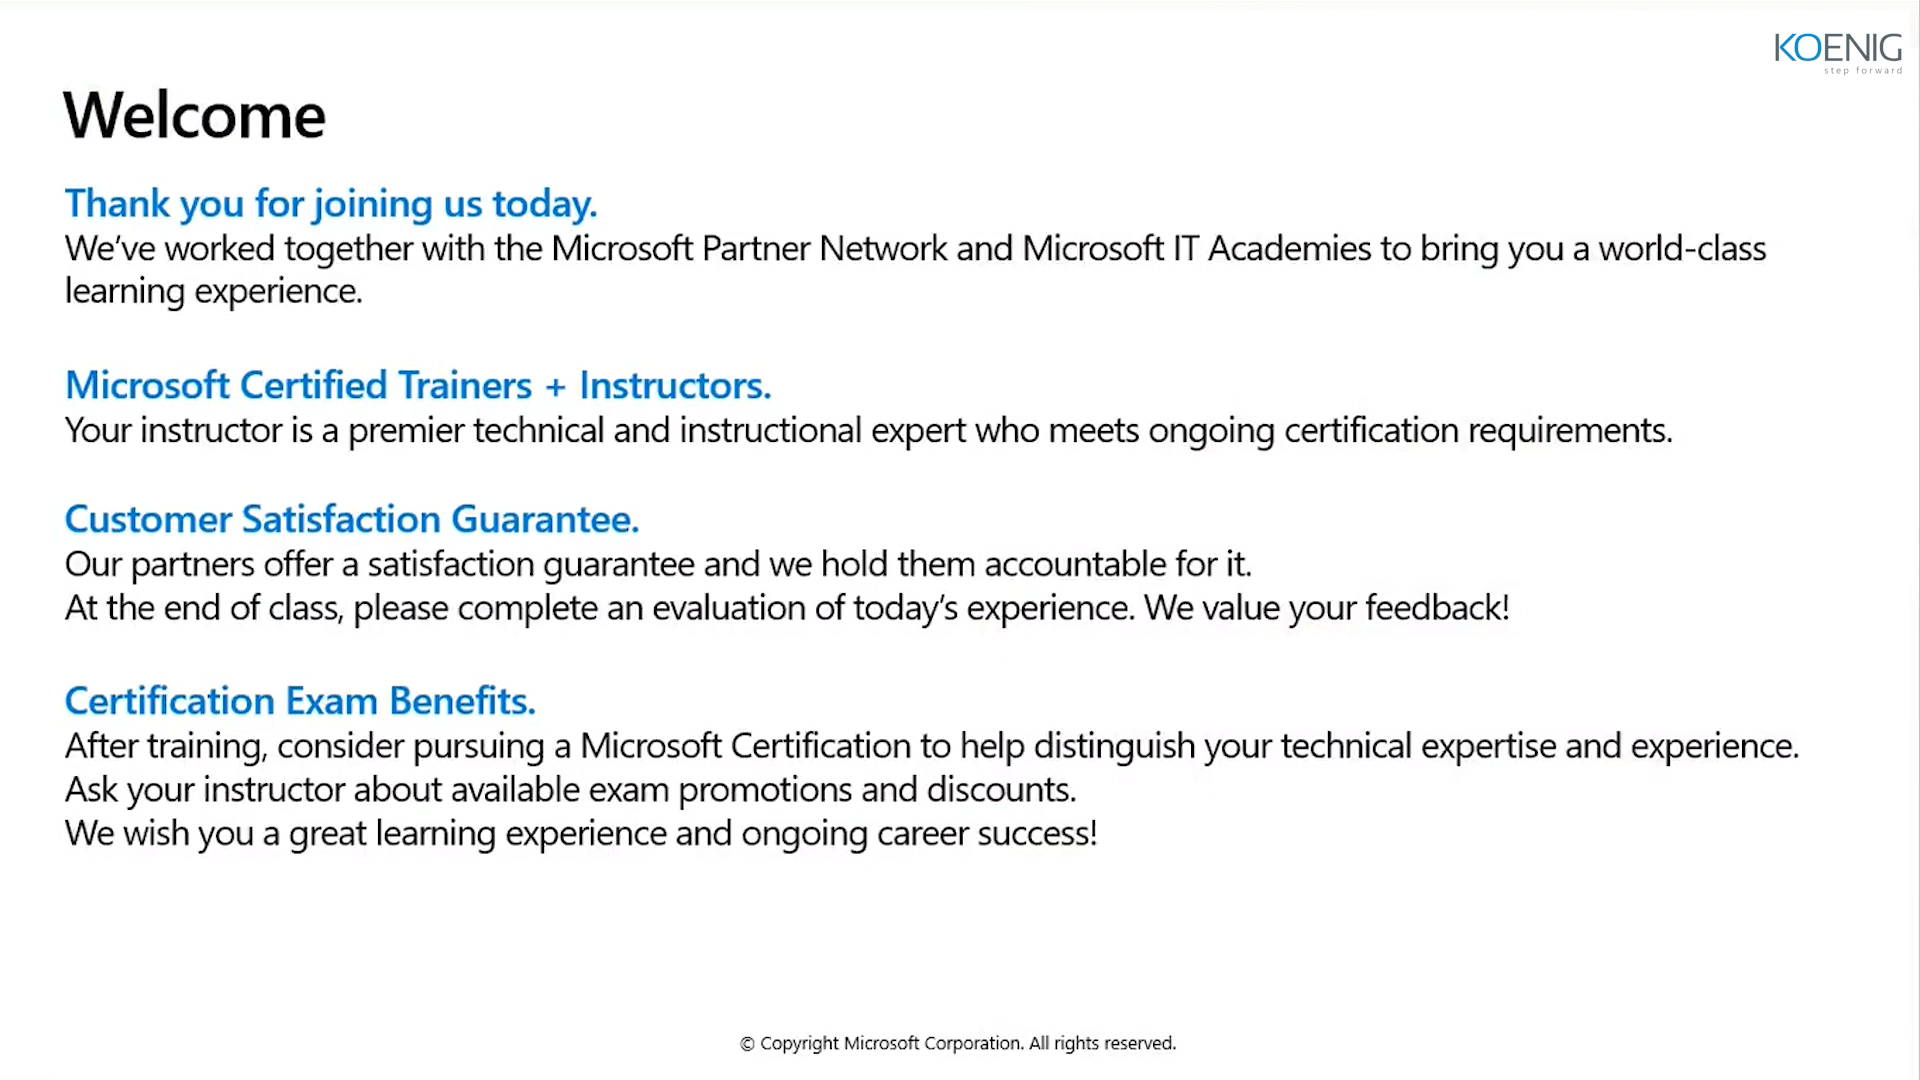 KOENIG
step forward
Welcome
Thank you for joining us today.
We’ve worked together with the Microsoft Partner Network and Microsoft IT Academies to bring you a world-class
learning experience.
Microsoft Certified Trainers + Instructors.
Your instructor is a premier technical and instructional expert who meets ongoing certification requirements.
Customer Satisfaction Guarantee.
Our partners offer a satisfaction guarantee and we hold them accountable for it.
At the end of class, please complete an evaluation of today’s experience. We value your feedback!
Certification Exam Benefits.
After training, consider pursuing a Microsoft Certification to help distinguish your technical expertise and experience.
Ask your instructor about available exam promotions and discounts.
We wish you a great learning experience and ongoing career success!
© Copyright Microsoft Corporation. All rights reserved.